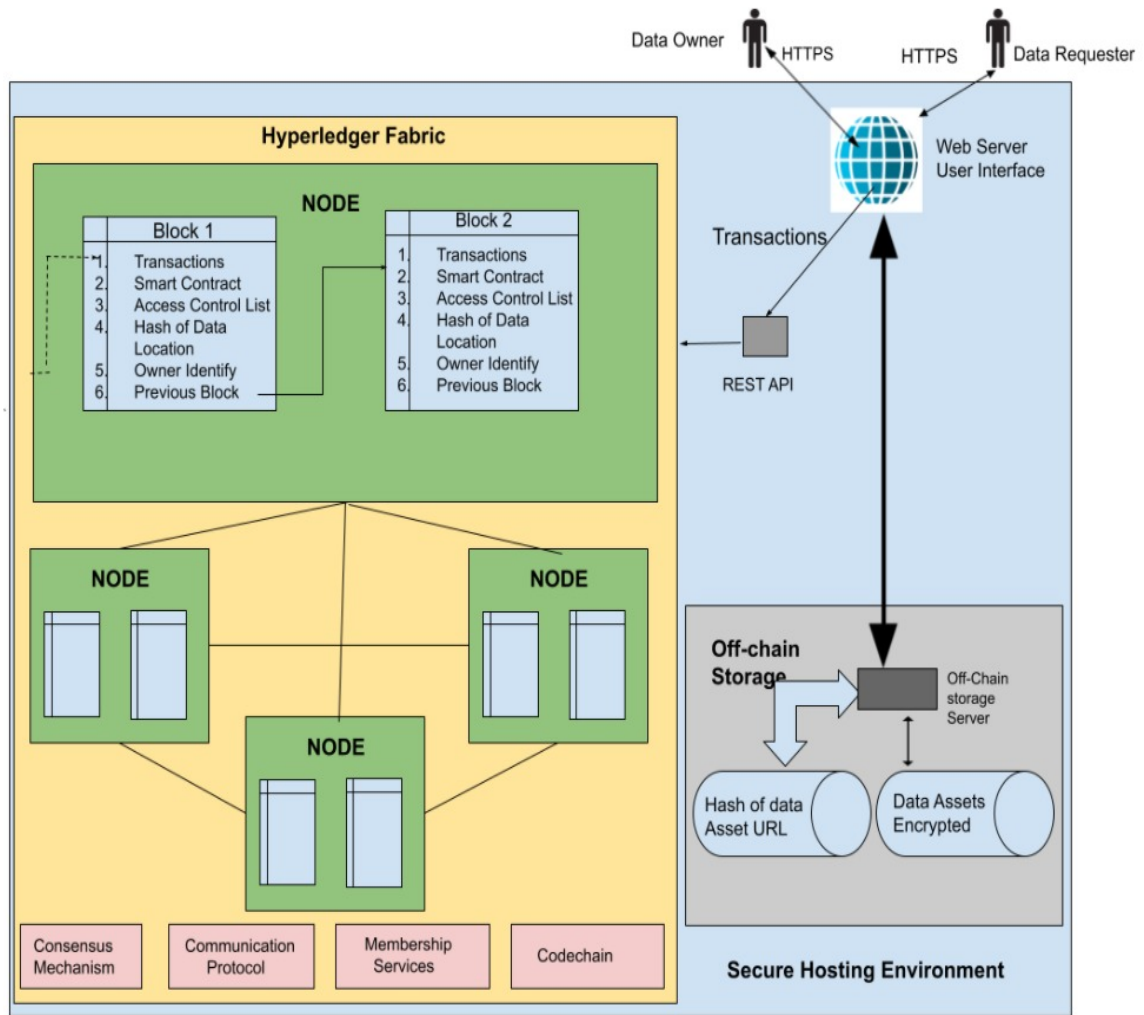 Data Owner
HTTPS
HTTPS
Data Requester
Hyperledger Fabric
Web Server
User Interface
NODE
Block 1
1. Transactions
2. Smart Contract
3. Access Control List
4. Hash of Data
Location
5. Owner Identify
6. Previous Block
Block 2
1. Transactions
2. Smart Contract
3. Access Control List
4. Hash of Data
Location
5. Owner Identify
6. Previous Block
Transactions
REST API
NODE
NODE
NODE
Off-chain
Storage
Off-Chain
storage
Server
Hash of data
Asset URL
Data Assets
Encrypted
Consensus
Mechanism
Communication
Protocol
Membership
Services
Codechain
Secure Hosting Environment